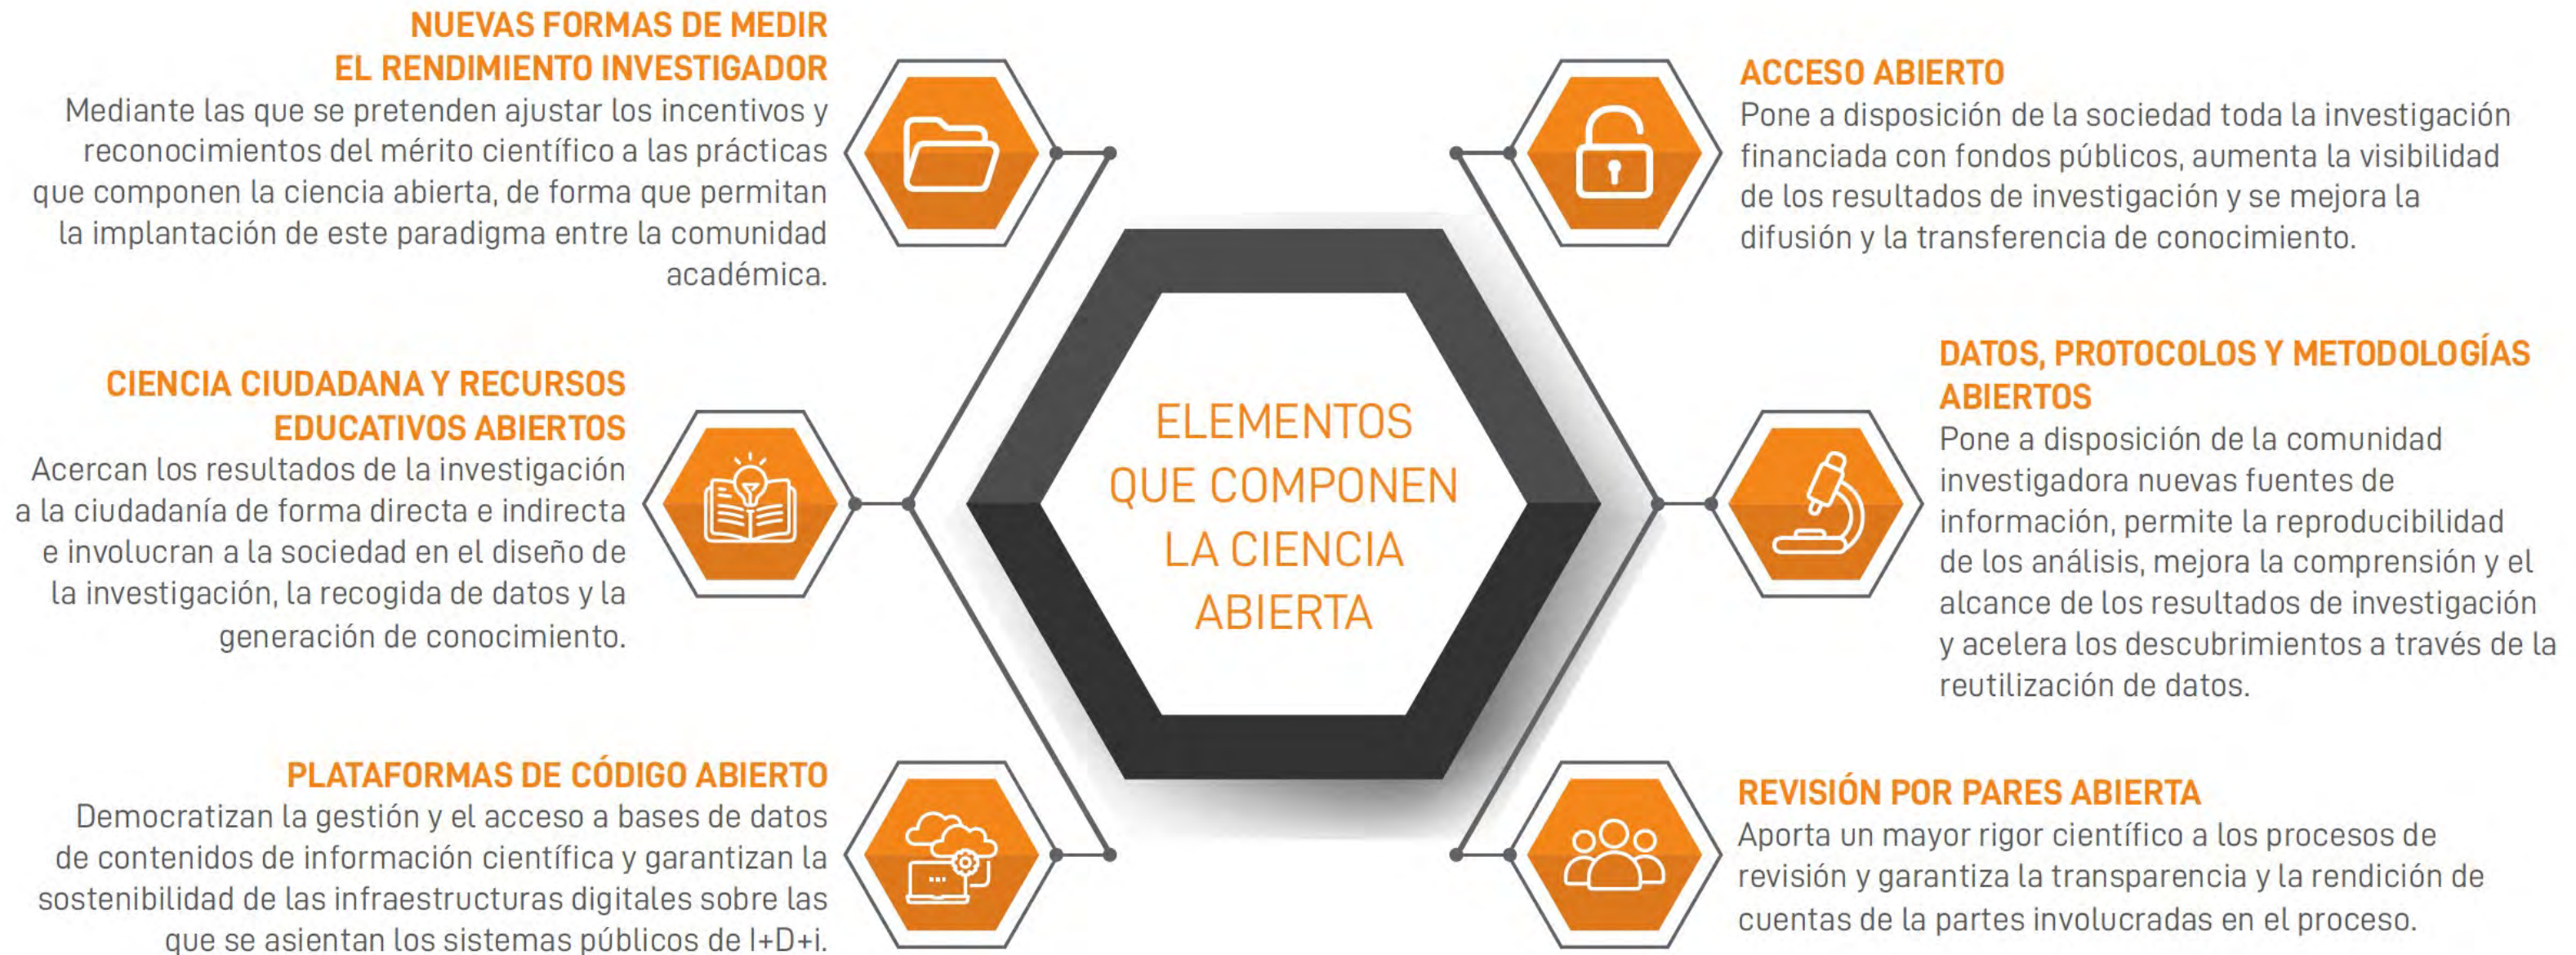 NUEVAS FORMAS DE MEDIR
EL RENDIMIENTO INVESTIGADOR
Mediante las que se pretenden ajustar los incentivos y
reconocimientos del mérito científico a las prácticas
que componen la ciencia abierta, de forma que permitan
la implantación de este paradigma entre la comunidad
académica.
CIENCIA CIUDADANA Y RECURSOS
EDUCATIVOS ABIERTOS
Acercan los resultados de la investigación
a la ciudadanía de forma directa e indirecta
e involucran a la sociedad en el diseño de
la investigación, la recogida de datos y la
generación de conocimiento.
PLATAFORMAS DE CÓDIGO ABIERTO
Democratizan la gestión y el acceso a bases de datos
de contenidos de información científica y garantizan la
sostenibilidad de las infraestructuras digitales sobre las
que se asientan los sistemas públicos de I+D+i.
ELEMENTOS
QUE COMPONEN
LA CIENCIA
ABIERTA
ACCESO ABIERTO
Pone a disposición de la sociedad toda la investigación
financiada con fondos públicos, aumenta la visibilidad
de los resultados de investigación y se mejora la
difusión y la transferencia de conocimiento.
DATOS, PROTOCOLOS Y METODOLOGÍAS
ABIERTOS
Pone a disposición de la comunidad
investigadora nuevas fuentes de
información, permite la reproducibilidad
de los análisis, mejora la comprensión y el
alcance de los resultados de investigación
y acelera los descubrimientos a través de la
reutilización de datos.
REVISIÓN POR PARES ABIERTA
Aporta un mayor rigor científico a los procesos de
revisión y garantiza la transparencia y la rendición de
cuentas de la partes involucradas en el proceso.